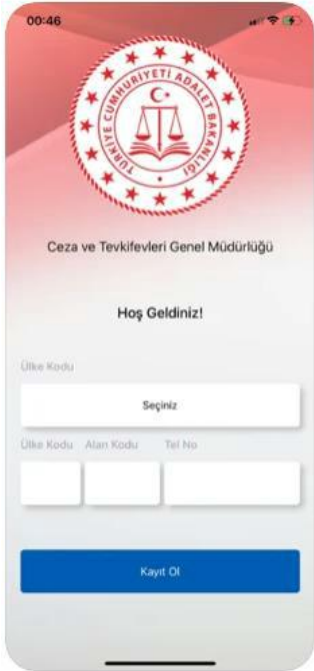 00:46
TÜRKİYE CUMHURİYETİ ADALET BAKANLIĞI
Ceza ve Tevkifevleri Genel Müdürlüğü
Hoş Geldiniz!
Ülke Kodu
Seçiniz
Ülke Kodu Alan Kodu Tel No
Kayıt Ol